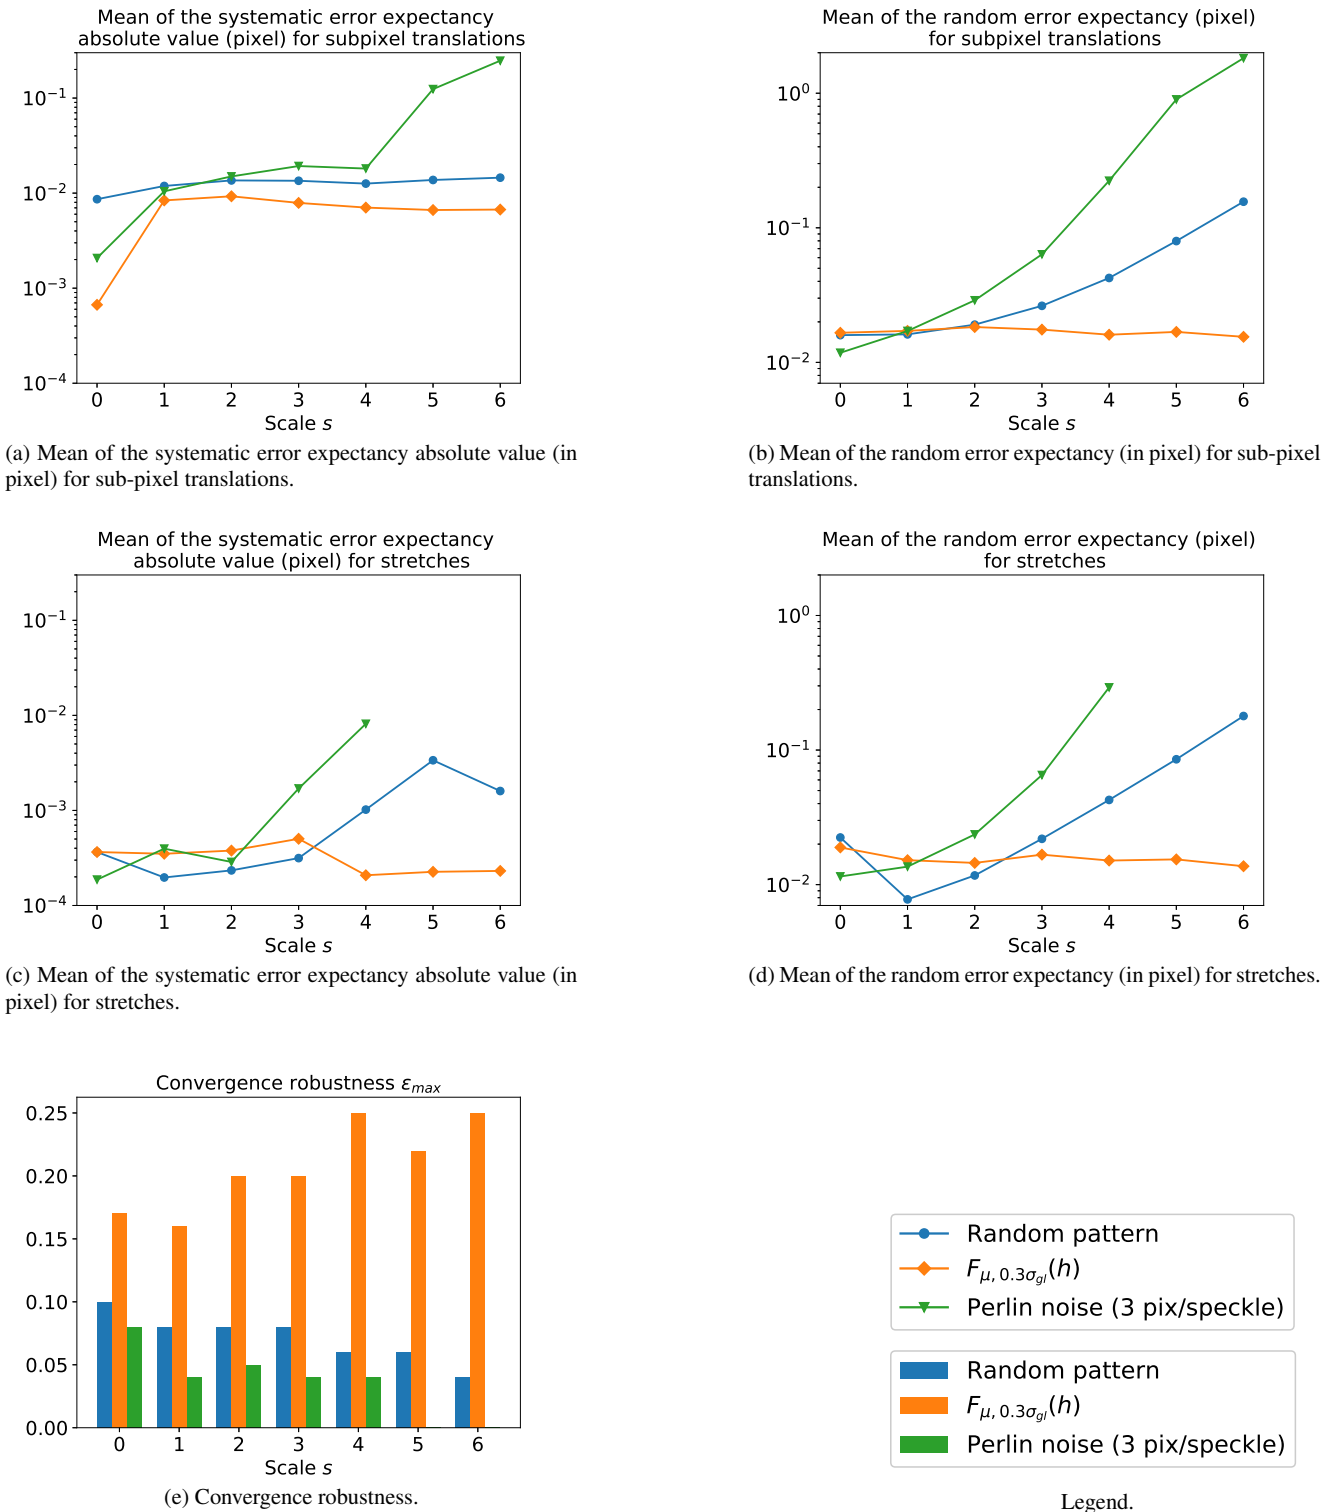 Mean of the systematic error expectancy
absolute value (pixel) for subpixel translations
10⁻¹
10⁻²
10⁻³
10⁻⁴
0 1 2 3 4 5 6
Scale s
(a) Mean of the systematic error expectancy absolute value (in
pixel) for sub-pixel translations.
Mean of the random error expectancy (pixel)
for subpixel translations
10⁰
10⁻¹
10⁻²
0 1 2 3 4 5 6
Scale s
(b) Mean of the random error expectancy (in pixel) for sub-pixel
translations.
Mean of the systematic error expectancy
absolute value (pixel) for stretches
10⁻¹
10⁻²
10⁻³
10⁻⁴
0 1 2 3 4 5 6
Scale s
(c) Mean of the systematic error expectancy absolute value (in
pixel) for stretches.
Mean of the random error expectancy (pixel)
for stretches
10⁰
10⁻¹
10⁻²
0 1 2 3 4 5 6
Scale s
(d) Mean of the random error expectancy (in pixel) for stretches.
Convergence robustness ε_max
0.25
0.20
0.15
0.10
0.05
0.00
0 1 2 3 4 5 6
Scale s
(e) Convergence robustness.
Random pattern
F_{μ, 0.3σ_{gl}}(h)
Perlin noise (3 pix/speckle)
Random pattern
F_{μ, 0.3σ_{gl}}(h)
Perlin noise (3 pix/speckle)
Legend.